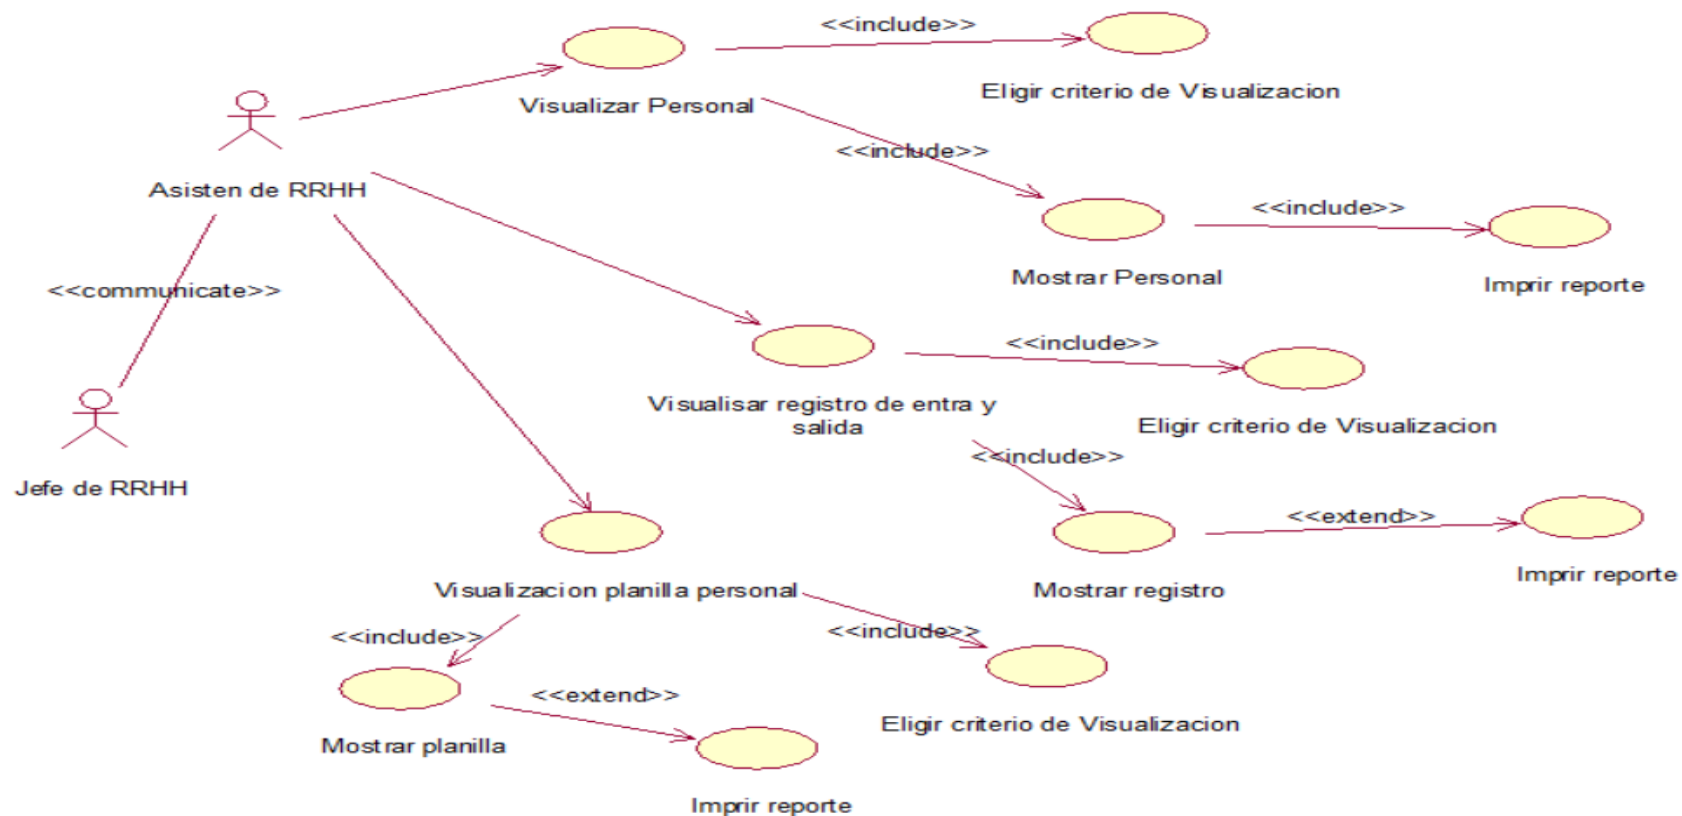 <<include>>
Eligir criterio de Visualizacion
Visualizar Personal
<<include>>
Asisten de RRHH
<<include>>
Mostrar Personal
Imprir reporte
<<communicate>>
<<include>>
Visualisar registro de entra y
salida
Eligir criterio de Visualizacion
<<include>>
Jefe de RRHH
<<extend>>
Imprir reporte
Visualizacion planilla personal
Mostrar registro
<<include>>
<<include>>
<<extend>>
Eligir criterio de Visualizacion
Mostrar planilla
Imprir reporte